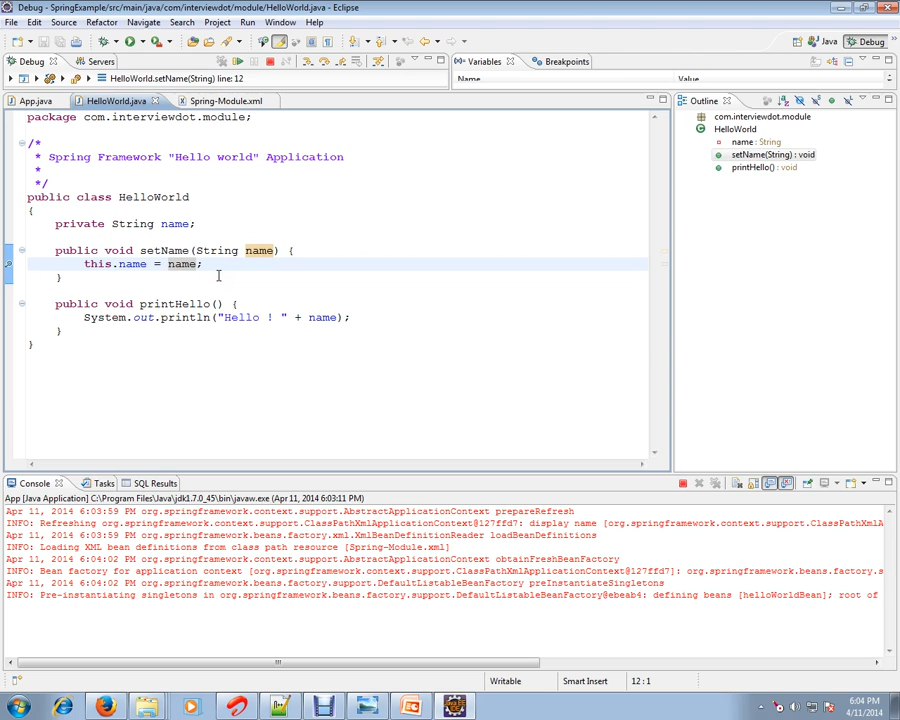 Debug - SpringExample/src/main/java/com/interviewdot/module/HelloWorld.java - Eclipse
File Edit Source Refactor Navigate Search Project Run Window Help
Java Debug
Debug Servers
HelloWorld.setName(String) line: 12
Variables Breakpoints
Name Value
App.java HelloWorld.java Spring-Module.xml
package com.interviewdot.module;
/*
* Spring Framework "Hello world" Application
*
*/
public class HelloWorld
{
private String name;
public void setName(String name) {
this.name = name;
}
public void printHello() {
System.out.println("Hello ! " + name);
}
}
Outline
com.interviewdot.module
HelloWorld
name : String
setName(String) : void
printHello() : void
Console Tasks SQL Results
App [Java Application] C:\Program Files\Java\jdk1.7.0_45\bin\javaw.exe (Apr 11, 2014 6:03:11 PM)
Apr 11, 2014 6:03:59 PM org.springframework.context.support.AbstractApplicationContext prepareRefresh
INFO: Refreshing org.springframework.context.support.ClassPathXmlApplicationContext@127ffd7: display name [org.springframework.context.support.ClassPathXmlA
Apr 11, 2014 6:03:59 PM org.springframework.beans.factory.xml.XmlBeanDefinitionReader loadBeanDefinitions
INFO: Loading XML bean definitions from class path resource [Spring-Module.xml]
Apr 11, 2014 6:04:02 PM org.springframework.context.support.AbstractApplicationContext obtainFreshBeanFactory
INFO: Bean factory for application context [org.springframework.context.support.ClassPathXmlApplicationContext@127ffd7]: org.springframework.beans.factory.s
Apr 11, 2014 6:04:02 PM org.springframework.beans.factory.support.DefaultListableBeanFactory preInstantiateSingletons
INFO: Pre-instantiating singletons in org.springframework.beans.factory.support.DefaultListableBeanFactory@ebeab4: defining beans [helloWorldBean]; root of
Writable Smart Insert 12 : 1
6:04 PM
4/11/2014